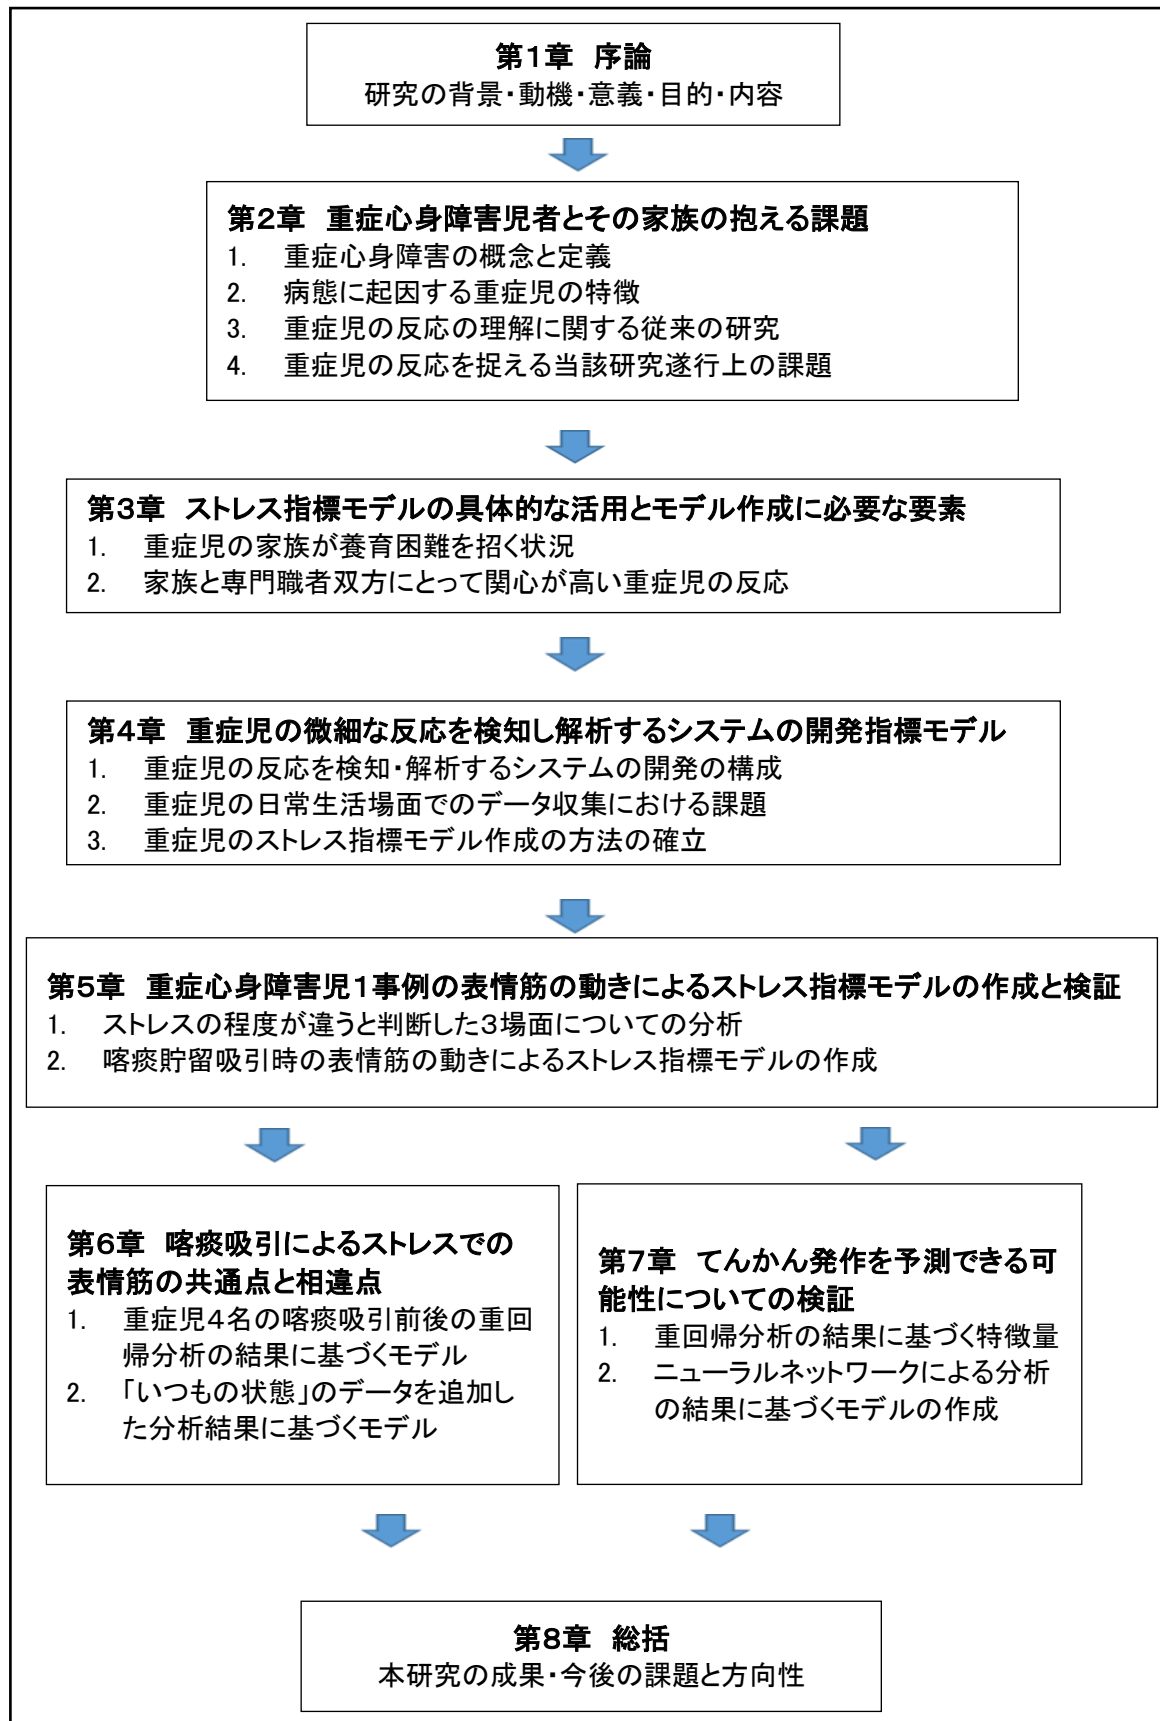 第1章 序論
研究の背景・動機・意義・目的・内容
第2章 重症心身障害児者とその家族の抱える課題
1. 重症心身障害の概念と定義
2. 病態に起因する重症児の特徴
3. 重症児の反応の理解に関する従来の研究
4. 重症児の反応を捉える当該研究遂行上の課題
第3章 ストレス指標モデルの具体的な活用とモデル作成に必要な要素
1. 重症児の家族が養育困難を招く状況
2. 家族と専門職者双方にとって関心が高い重症児の反応
第4章 重症児の微細な反応を検知し解析するシステムの開発指標モデル
1. 重症児の反応を検知・解析するシステムの開発の構成
2. 重症児の日常生活場面でのデータ収集における課題
3. 重症児のストレス指標モデル作成の方法の確立
第5章 重症心身障害児1事例の表情筋の動きによるストレス指標モデルの作成と検証
1. ストレスの程度が違うと判断した3場面についての分析
2. 喀痰貯留吸引時の表情筋の動きによるストレス指標モデルの作成
第6章 喀痰吸引によるストレスでの
表情筋の共通点と相違点
1. 重症児4名の喀痰吸引前後の重回
帰分析の結果に基づくモデル
2. 「いつもの状態」のデータを追加し
た分析結果に基づくモデル
第7章 てんかん発作を予測できる可
能性についての検証
1. 重回帰分析の結果に基づく特徴量
2. ニューラルネットワークによる分析
の結果に基づくモデルの作成
第8章 総括
本研究の成果・今後の課題と方向性